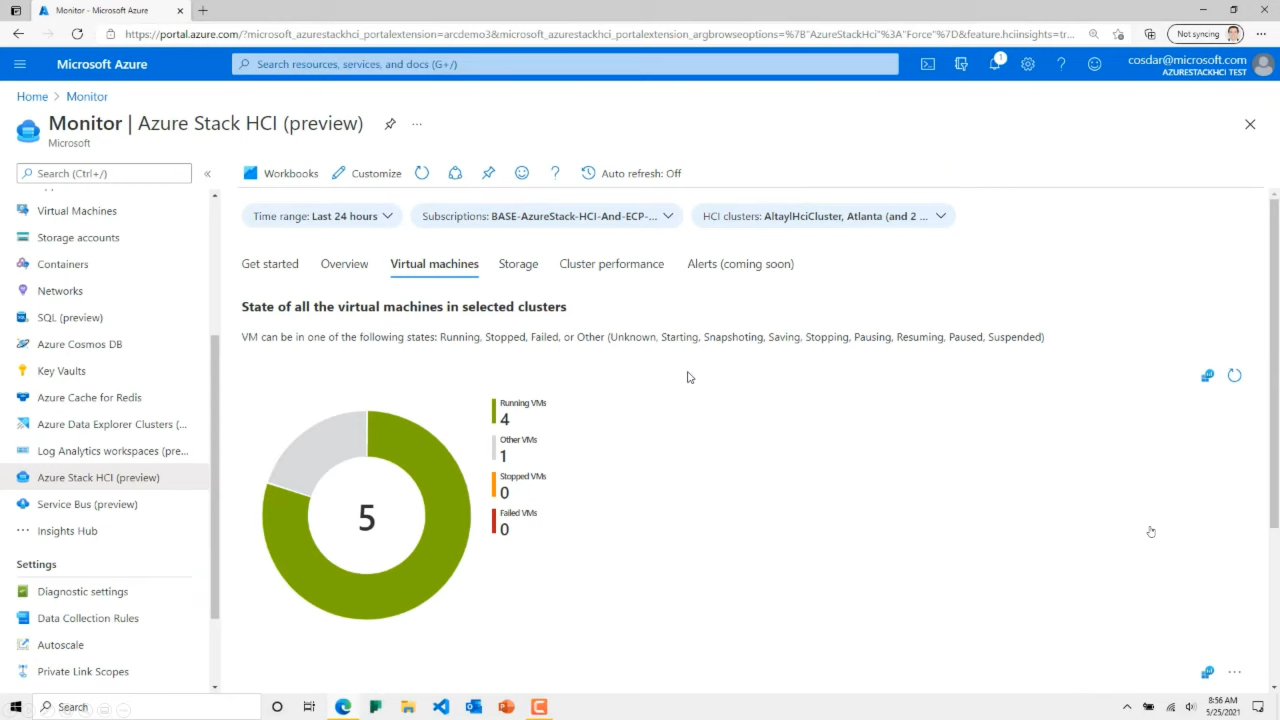 Monitor - Microsoft Azure
https://portal.azure.com/?microsoft_azurestackhci_portalextension=arcdemo3&microsoft_azurestackhci_portalextension_argbrowseoptions=%7B"AzureStackHci"%3A"Force"%7D&feature.hciinsights=tr...
Not syncing
Microsoft Azure
Search resources, services, and docs (G+/)
1
cosdar@microsoft.com
AZURESTACKHCI TEST
Home > Monitor
Monitor | Azure Stack HCI (preview)
Microsoft
Search (Ctrl+/)
«
Workbooks
Customize
Auto refresh: Off
Time range: Last 24 hours
Subscriptions: BASE-AzureStack-HCI-And-ECP-...
HCI clusters: AltaylHciCluster, Atlanta (and 2 ...
Virtual Machines
Storage accounts
Containers
Networks
SQL (preview)
Azure Cosmos DB
Key Vaults
Azure Cache for Redis
Azure Data Explorer Clusters (...
Log Analytics workspaces (pre...
Azure Stack HCI (preview)
Service Bus (preview)
Insights Hub
Settings
Diagnostic settings
Data Collection Rules
Autoscale
Private Link Scopes
Get started
Overview
Virtual machines
Storage
Cluster performance
Alerts (coming soon)
State of all the virtual machines in selected clusters
VM can be in one of the following states: Running, Stopped, Failed, or Other (Unknown, Starting, Snapshoting, Saving, Stopping, Pausing, Resuming, Paused, Suspended)
5
Running VMs
4
Other VMs
1
Stopped VMs
0
Failed VMs
0
Search
8:56 AM
5/25/2021